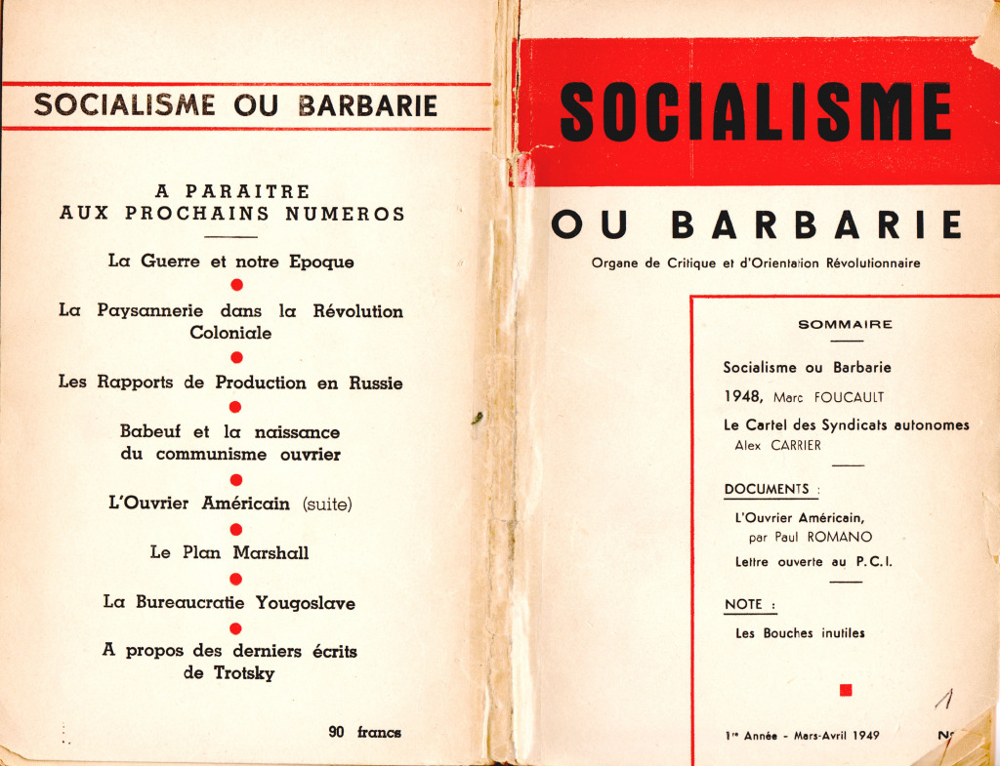 SOCIALISME OU BARBARIE
A PARAITRE
AUX PROCHAINS NUMEROS
La Guerre et notre Epoque
La Paysannerie dans la Révolution
Coloniale
Les Rapports de Production en Russie
Babeuf et la naissance
du communisme ouvrier
L'Ouvrier Américain (suite)
Le Plan Marshall
La Bureaucratie Yougoslave
A propos des derniers écrits
de Trotsky
90 francs
SOCIALISME
OU BARBARIE
Organe de Critique et d'Orientation Révolutionnaire
SOMMAIRE
Socialisme ou Barbarie
1948, Marc FOUCAULT
Le Cartel des Syndicats autonomes
Alex CARRIER
DOCUMENTS :
L'Ouvrier Américain,
par Paul ROMANO
Lettre ouverte au P.C.I.
NOTE :
Les Bouches inutiles
1
1re Année - Mars-Avril 1949